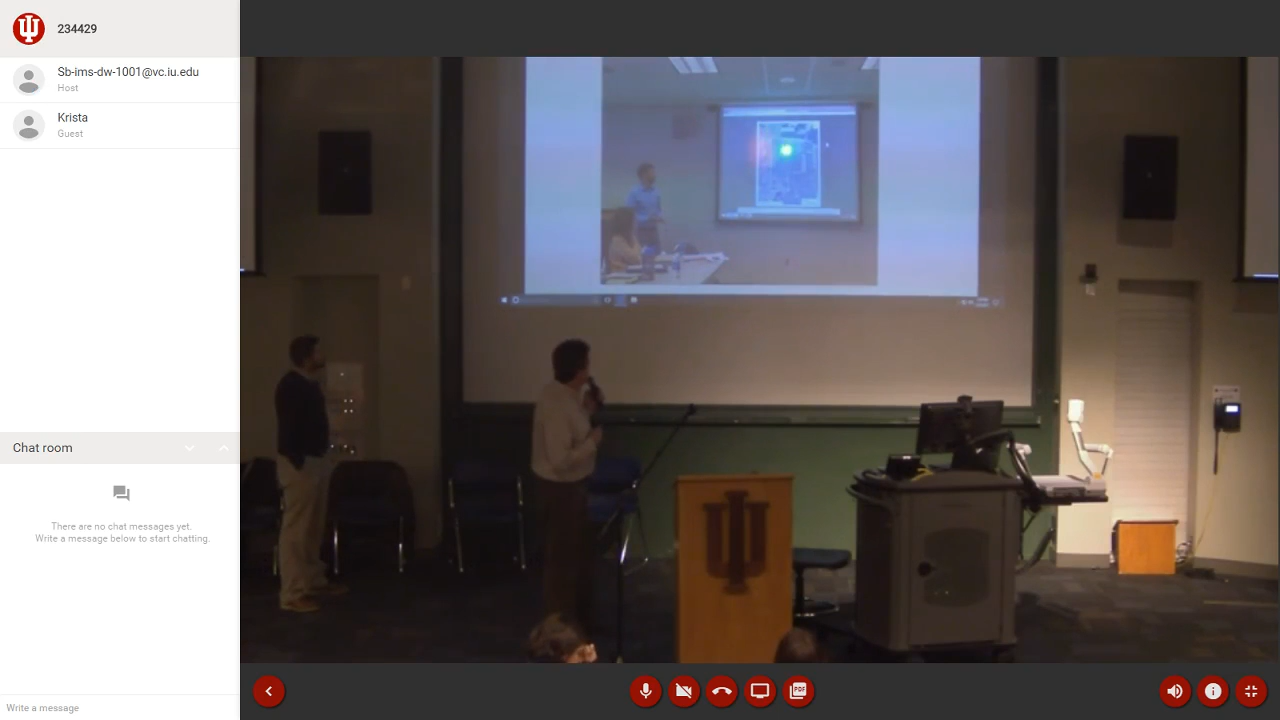 234429
Sb-ims-dw-1001@vc.iu.edu
Host
Krista
Guest
Chat room
There are no chat messages yet.
Write a message below to start chatting.
Write a message
PDF